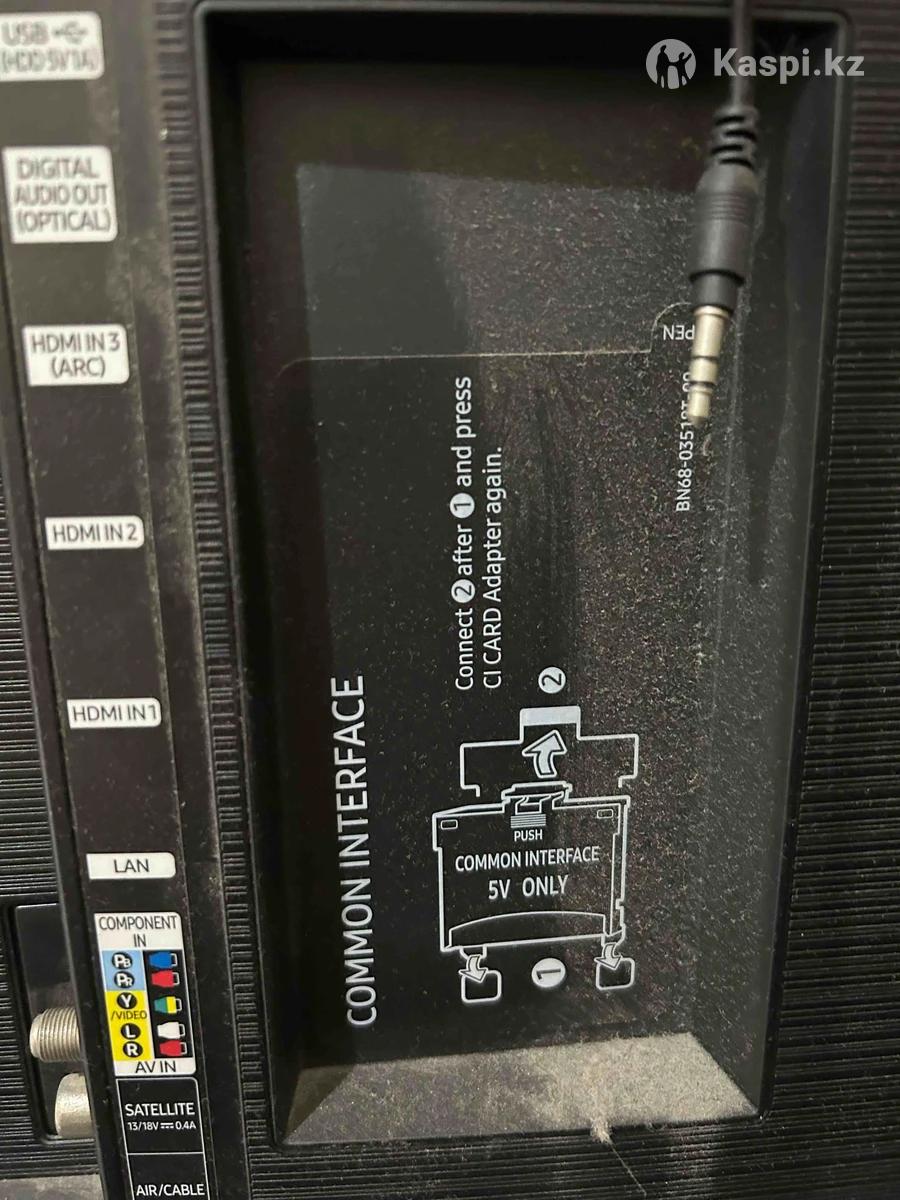 Kaspi.kz
USB
(HDD 5V 1A)
DIGITAL
AUDIO OUT
(OPTICAL)
HDMI IN 3
(ARC)
HDMI IN 2
HDMI IN 1
LAN
COMPONENT
IN
PB
PR
Y
/VIDEO
L
R
AV IN
SATELLITE
13/18V 0.4A
AIR/CABLE
COMMON INTERFACE
Connect 2 after 1 and press
CI CARD Adapter again.
2
PUSH
COMMON INTERFACE
5V ONLY
1